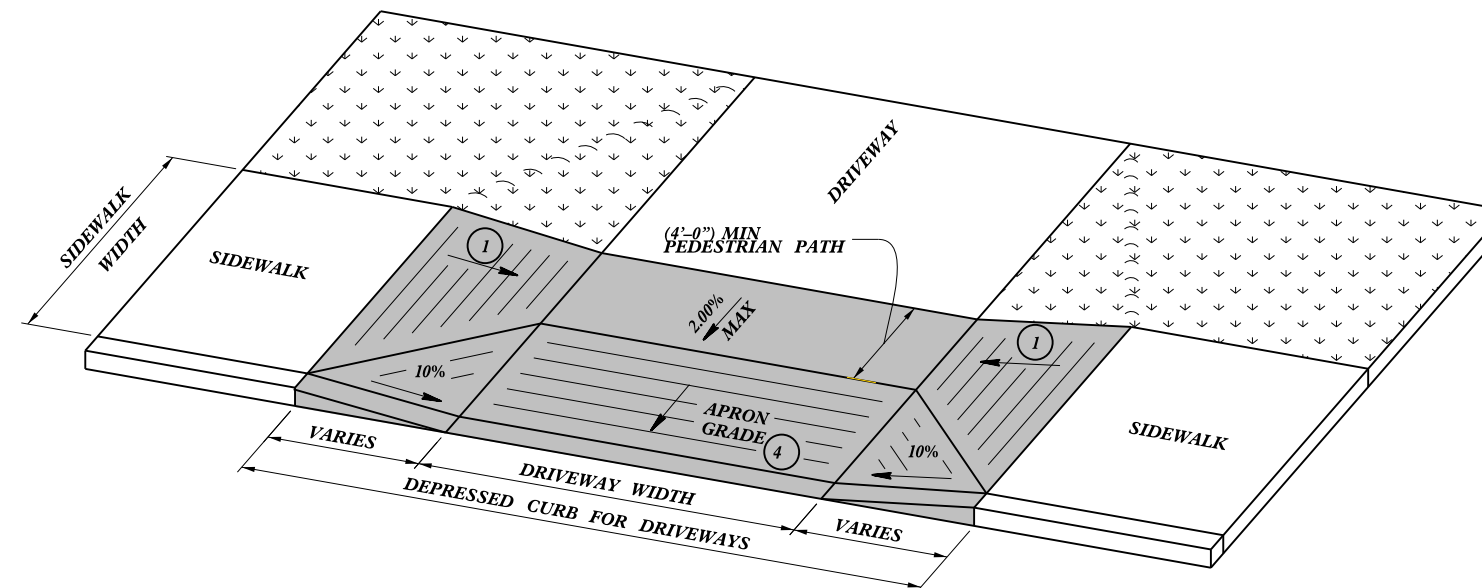 DRIVEWAY
SIDEWALK
WIDTH
(4'–0") MIN
PEDESTRIAN PATH
1
SIDEWALK
2.00%
MAX
1
10%
APRON
GRADE
4
10%
SIDEWALK
VARIES
DRIVEWAY WIDTH
DEPRESSED CURB FOR DRIVEWAYS
VARIES